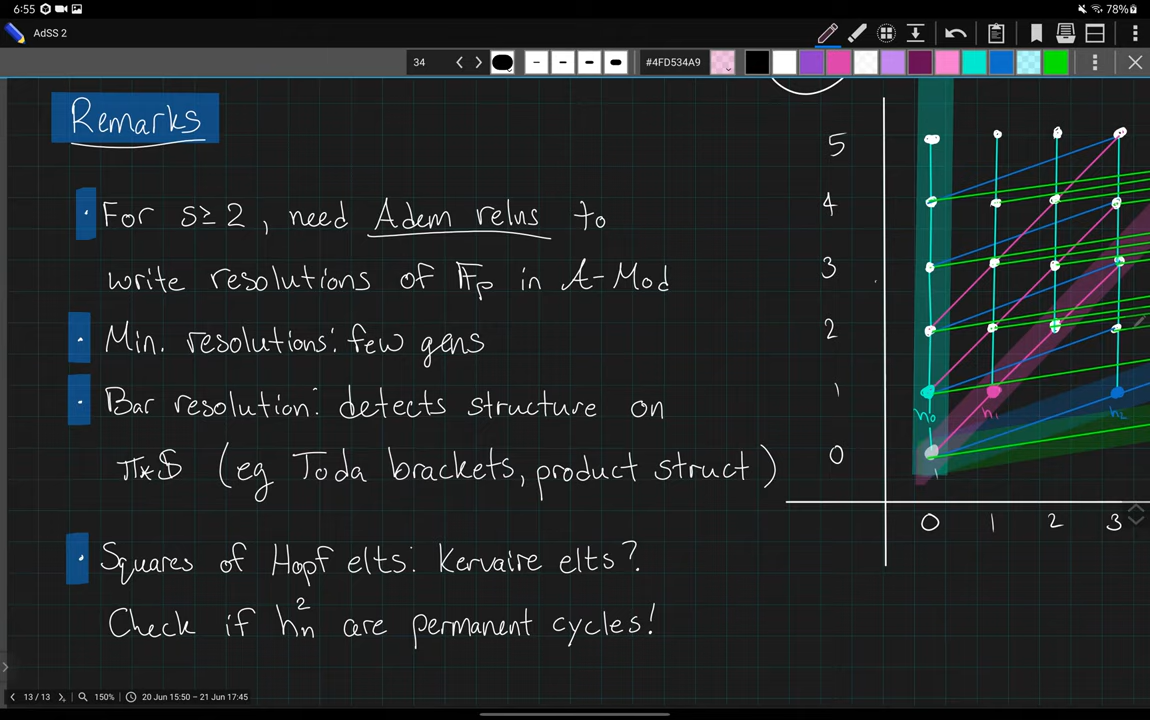 6:55 78%
AdSS 2
34 #4FD534A9
Remarks
· For s ≥ 2, need Adem relns to
write resolutions of 𝔽p in A-Mod
· Min. resolutions: few gens
· Bar resolution: detects structure on
π*$ (eg Toda brackets, product struct)
· Squares of Hopf elts: Kervaire elts?
Check if hn² are permanent cycles!
5
4
3
2
1
h0 h1 h2
0
1
0 1 2 3
13 / 13 150% 20 Jun 15:50 - 21 Jun 17:45